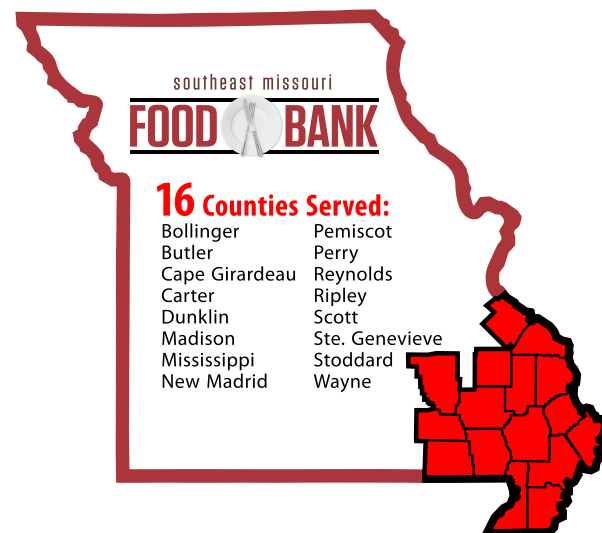 southeast missouri
FOOD BANK
16 Counties Served:
Bollinger
Butler
Cape Girardeau
Carter
Dunklin
Madison
Mississippi
New Madrid
Pemiscot
Perry
Reynolds
Ripley
Scott
Ste. Genevieve
Stoddard
Wayne